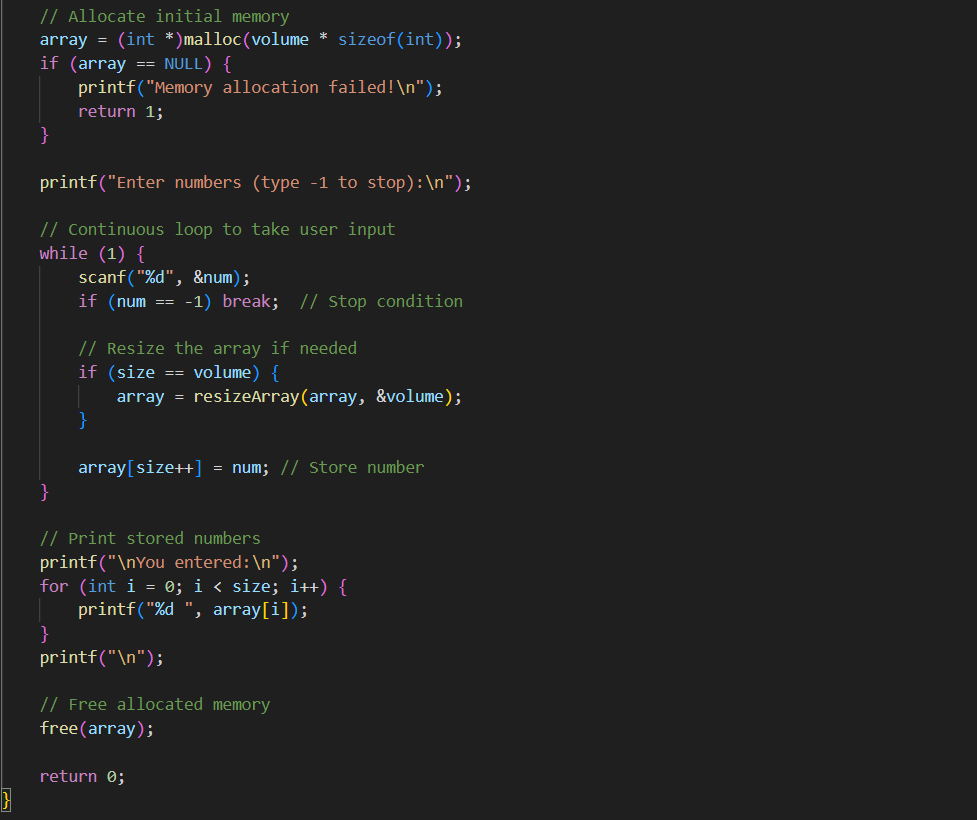 // Allocate initial memory
array = (int *)malloc(volume * sizeof(int));
if (array == NULL) {
printf("Memory allocation failed!\n");
return 1;
}
printf("Enter numbers (type -1 to stop):\n");
// Continuous loop to take user input
while (1) {
scanf("%d", &num);
if (num == -1) break;  // Stop condition
// Resize the array if needed
if (size == volume) {
array = resizeArray(array, &volume);
}
array[size++] = num; // Store number
}
// Print stored numbers
printf("\nYou entered:\n");
for (int i = 0; i < size; i++) {
printf("%d ", array[i]);
}
printf("\n");
// Free allocated memory
free(array);
return 0;
}